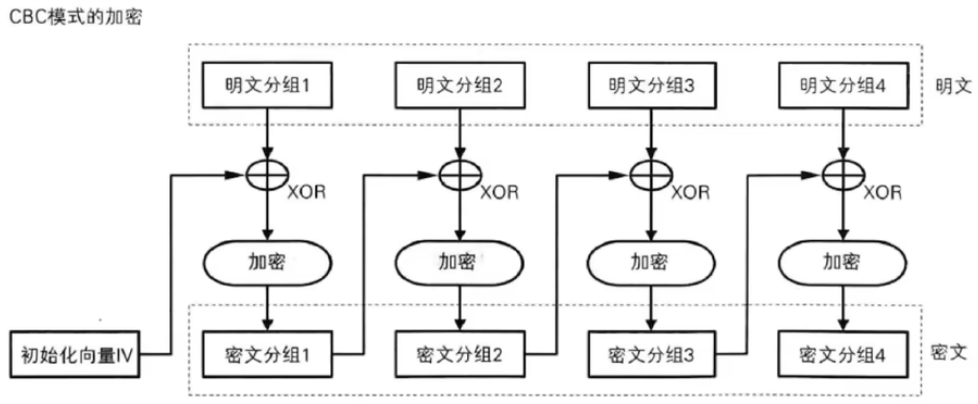 CBC模式的加密
明文分组1 明文分组2 明文分组3 明文分组4 明文
XOR XOR XOR XOR
加密 加密 加密 加密
初始化向量IV 密文分组1 密文分组2 密文分组3 密文分组4 密文